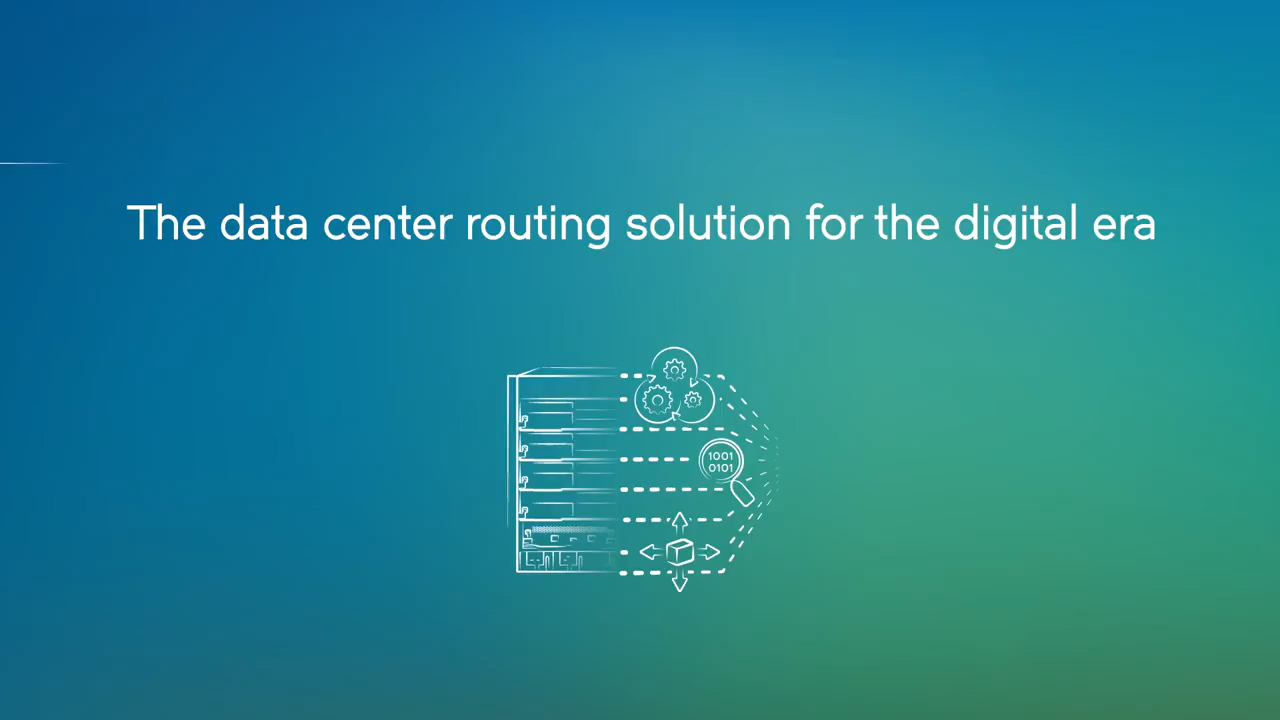 The data center routing solution for the digital era
1001
0101